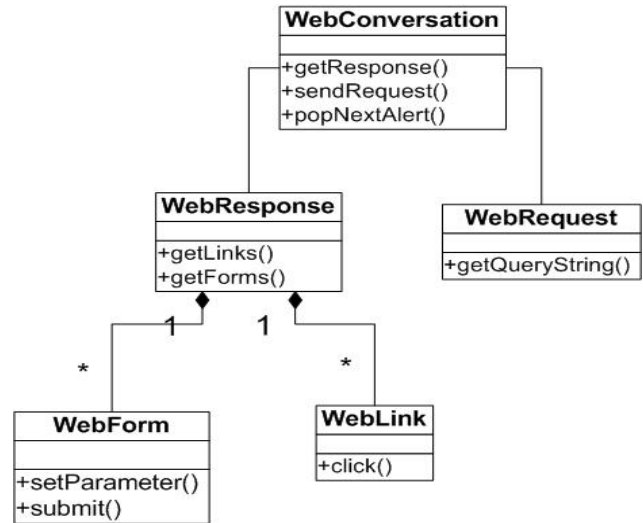 WebConversation
+getResponse()
+sendRequest()
+popNextAlert()
WebResponse
+getLinks()
+getForms()
WebRequest
+getQueryString()
1
1
*
*
WebForm
+setParameter()
+submit()
WebLink
+click()